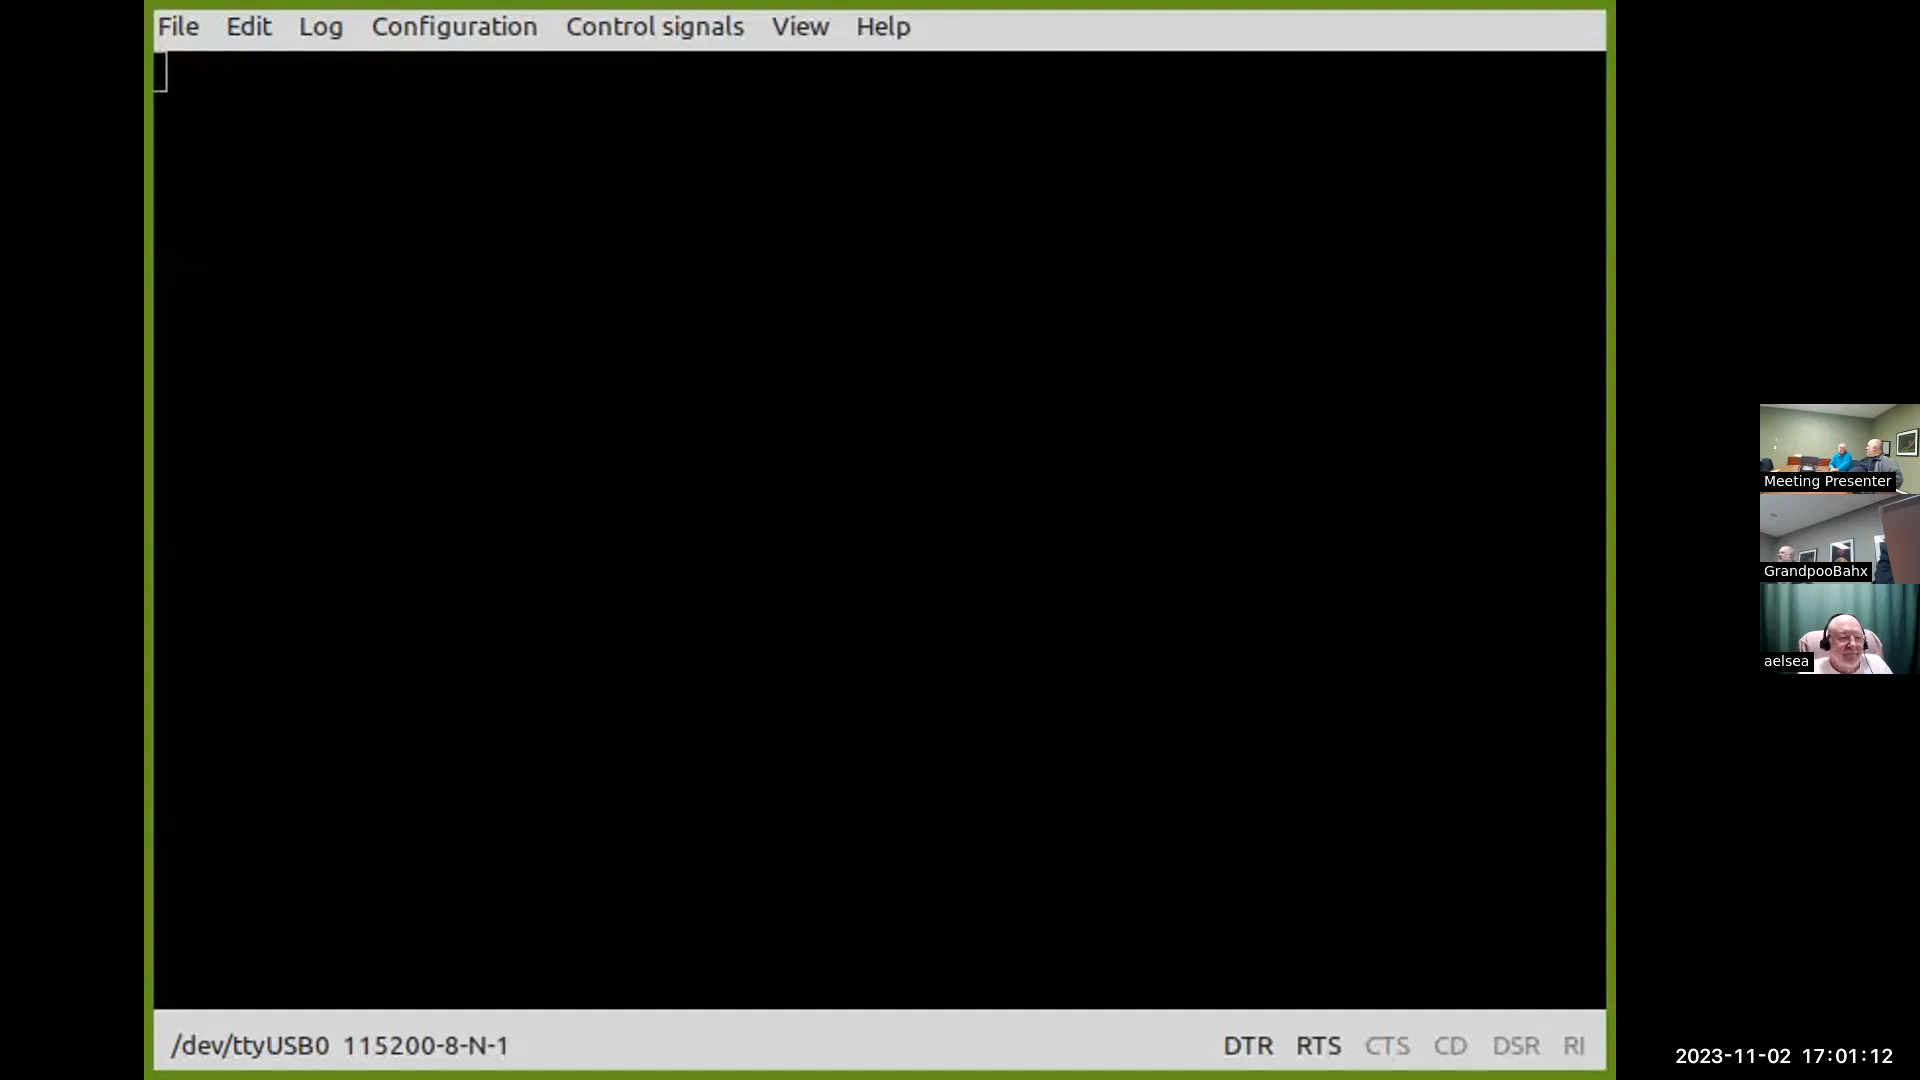 File Edit Log Configuration Control signals View Help
/dev/ttyUSB0 115200-8-N-1
DTR RTS CTS CD DSR RI
Meeting Presenter
GrandpooBahx
aelsea
2023-11-02 17:01:12